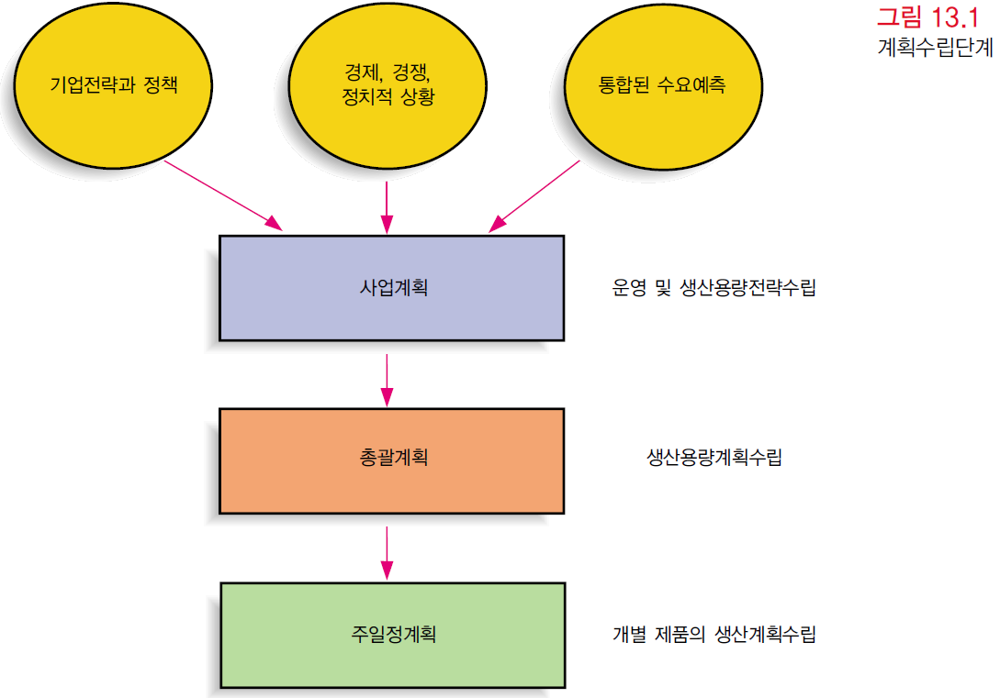 그림 13.1
계획수립단계
기업전략과 정책
경제, 경쟁,
정치적 상황
통합된 수요예측
사업계획
운영 및 생산용량전략수립
총괄계획
생산용량계획수립
주일정계획
개별 제품의 생산계획수립